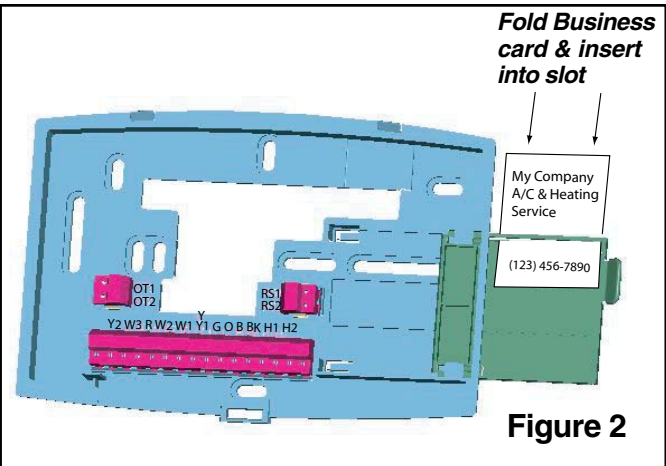 Fold Business
card & insert
into slot
My Company
A/C & Heating
Service
(123) 456-7890
OT1
OT2
RS1
RS2
Y
Y2 W3 R W2 W1 Y1 G O B BK H1 H2
Figure 2